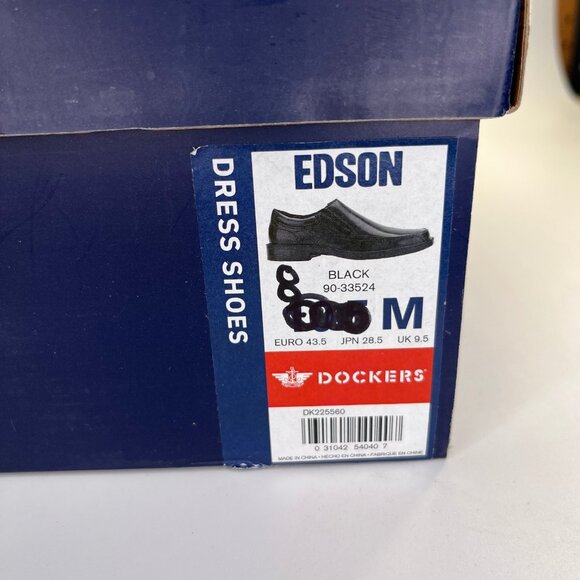 DRESS SHOES
EDSON
BLACK
90-33524
8
M
EURO 43.5 JPN 28.5 UK 9.5
DOCKERS®
DK225560
0 31042 54040 7
MADE IN CHINA • HECHO EN CHINA • FABRIQUE EN CHINE